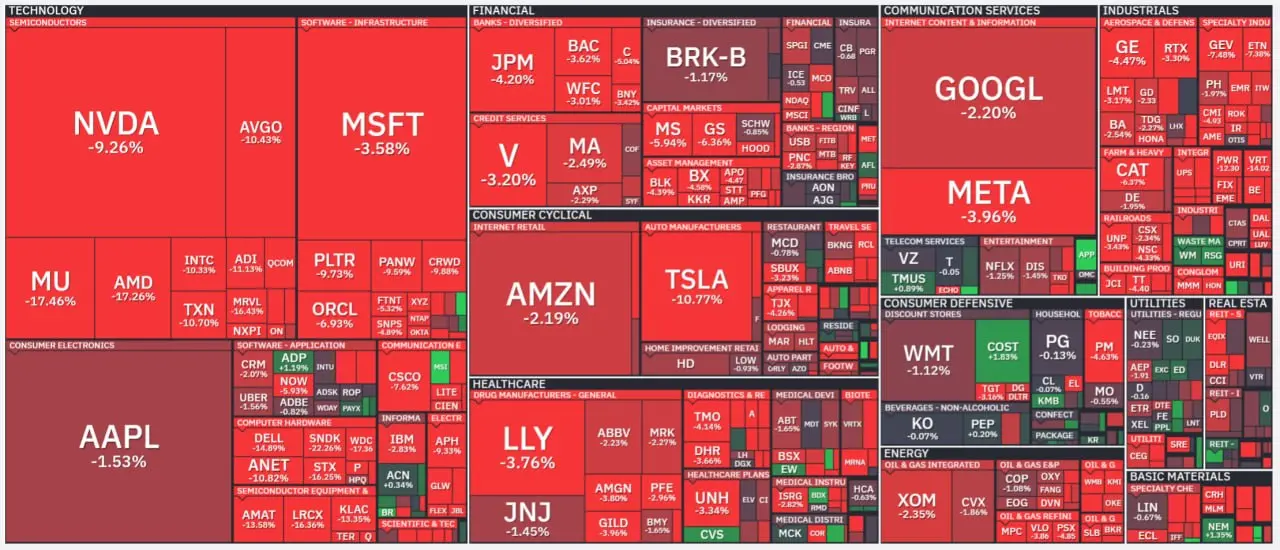 TECHNOLOGY
SEMICONDUCTORS
NVDA
-9.26%
AVGO
-10.43%
MU
-17.46%
AMD
-17.26%
INTC
-10.33%
TXN
-10.70%
ADI
-11.13%
QCOM
MRVL
-16.43%
NXPI
ON
SOFTWARE - INFRASTRUCTURE
MSFT
-3.58%
PLTR
-9.73%
PANW
-9.59%
CRWD
-9.88%
ORCL
-6.93%
FTNT
-5.32%
XYZ
SNPS
-4.89%
NTAP
OKTA
CONSUMER ELECTRONICS
AAPL
-1.53%
SOFTWARE - APPLICATION
CRM
-2.07%
ADP
+1.19%
INTU
UBER
-1.56%
NOW
-5.93%
ADBE
-0.82%
ADSK
ROP
WDAY
PAYX
COMMUNICATION E
CSCO
-7.62%
MSI
LITE
CIEN
COMPUTER HARDWARE
DELL
-14.89%
SNDK
-22.26%
WDC
-17.36
ANET
-10.82%
STX
-16.25%
P
HPQ
INFORMA
IBM
-2.83%
ACN
+0.34%
BR
ELECTR
APH
-9.33%
GLW
FLEX
JBL
SEMICONDUCTOR EQUIPMENT &
AMAT
-13.58%
LRCX
-16.36%
KLAC
-13.35%
TER
Q
SCIENTIFIC & TEC
FINANCIAL
BANKS - DIVERSIFIED
JPM
-4.20%
BAC
-3.62%
C
-5.04%
WFC
-3.01%
BNY
-3.42%
CREDIT SERVICES
V
-3.20%
MA
-2.49%
COF
AXP
-2.29%
SYF
INSURANCE - DIVERSIFIED
BRK-B
-1.17%
CAPITAL MARKETS
MS
-5.94%
GS
-6.36%
SCHW
-0.85%
HOOD
ASSET MANAGEMENT
BLK
-4.39%
BX
-4.58%
APO
-4.47
KKR
STT
AMP
PFG
FINANCIAL
SPGI
CME
ICE
-0.53
MCO
NDAQ
MSCI
INSURA
CB
-0.68
PGR
TRV
ALL
CINF
WRB
L
BANKS - REGION
USB
FITB
PNC
-2.87%
MTB
RF
KEY
MET
AFL
PRU
INSURANCE BRO
AON
AJG
CONSUMER CYCLICAL
INTERNET RETAIL
AMZN
-2.19%
AUTO MANUFACTURERS
TSLA
-10.77%
F
HOME IMPROVEMENT RETAI
HD
LOW
-0.93%
RESTAURANT
MCD
-0.78%
SBUX
-3.23%
TRAVEL SE
BKNG
RCL
ABNB
APPAREL R
TJX
-4.26%
LODGING
MAR
HLT
RESIDE
AUTO PART
ORLY
AZO
AUTO &
FOOTW
HEALTHCARE
DRUG MANUFACTURERS - GENERAL
LLY
-3.76%
JNJ
-1.45%
ABBV
-2.23%
MRK
-2.27%
AMGN
-3.80%
PFE
-2.96%
GILD
-3.96%
BMY
-1.65%
DIAGNOSTICS & RE
TMO
-4.14%
A
DHR
-3.66%
LH
DGX
HEALTHCARE PLANS
UNH
-3.34%
ELV
CI
CVS
MEDICAL DEVI
ABT
-1.65%
MDT
SYK
BSX
EW
BIOTE
VRTX
MRNA
MEDICAL INSTRU
ISRG
-2.82%
BDX
RMD
HCA
-0.63%
MEDICAL DISTRI
MCK
COR
COMMUNICATION SERVICES
INTERNET CONTENT & INFORMATION
GOOGL
-2.20%
META
-3.96%
TELECOM SERVICES
VZ
T
-0.05
TMUS
+0.89%
ECHO
ENTERTAINMENT
NFLX
-1.25%
DIS
-1.45%
TKO
APP
OMC
INDUSTRIALS
AEROSPACE & DEFENS
GE
-4.47%
RTX
-3.30%
LMT
-3.17%
GD
-2.33
BA
-2.54%
TDG
-2.27%
LHX
HONA
SPECIALTY INDU
GEV
-7.48%
ETN
-7.38%
PH
-1.97%
EMR
ITW
CMI
-4.93
ROK
AME
IR
OTIS
FARM & HEAVY
CAT
-6.37%
DE
-1.95%
INTEGR
UPS
PWR
-12.30
VRT
-14.02
FIX
EME
BE
RAILROADS
UNP
-3.43%
CSX
-2.34%
NSC
-4.33%
INDUSTRI
CTAS
DAL
UAL
CPRT
LUV
WASTE MA
WM
RSG
URI
BUILDING PROD
JCI
TT
-4.40
CONGLOM
MMM
HON
CONSUMER DEFENSIVE
DISCOUNT STORES
WMT
-1.12%
COST
+1.83%
TGT
-3.16%
DG
DLTR
HOUSEHOL
PG
-0.13%
CL
-0.07%
EL
KMB
TOBACC
PM
-4.63%
MO
-0.55%
BEVERAGES - NON-ALCOHOLIC
KO
-0.07%
PEP
+0.20%
CONFECT
PACKAGE
KR
ENERGY
OIL & GAS INTEGRATED
XOM
-2.35%
CVX
-1.86%
OIL & GAS E&P
COP
-1.08%
OXY
FANG
EOG
DVN
OIL & G
WMB
KMI
OKE
OIL & GAS REFINI
MPC
VLO
-3.86
PSX
-4.85
OIL & G
SLB
BKR
UTILITIES
UTILITIES - REGU
NEE
-0.23%
SO
DUK
AEP
-1.91
EXC
ED
D
-0.16
ETR
DTE
FE
XEL
PPL
LNT
UTILITI
CEG
SRE
REAL ESTA
REIT - S
EQIX
WELL
DLR
CCI
VTR
REIT - I
PLD
O
REIT -
BASIC MATERIALS
SPECIALTY CHE
LIN
-0.67%
CRH
MLM
ECL
IFF
NEM
+1.35%